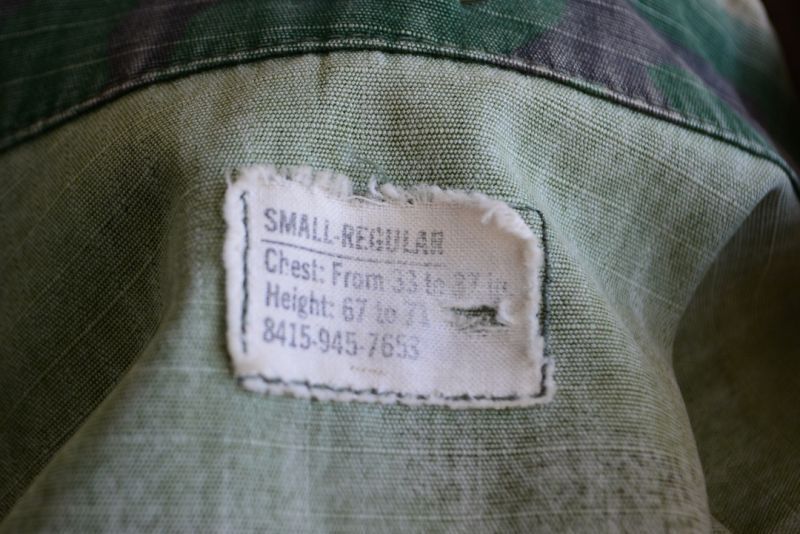 SMALL-REGULAR
Chest: From 33 to 37 in
Height: 67 to 71
8415-945-7653